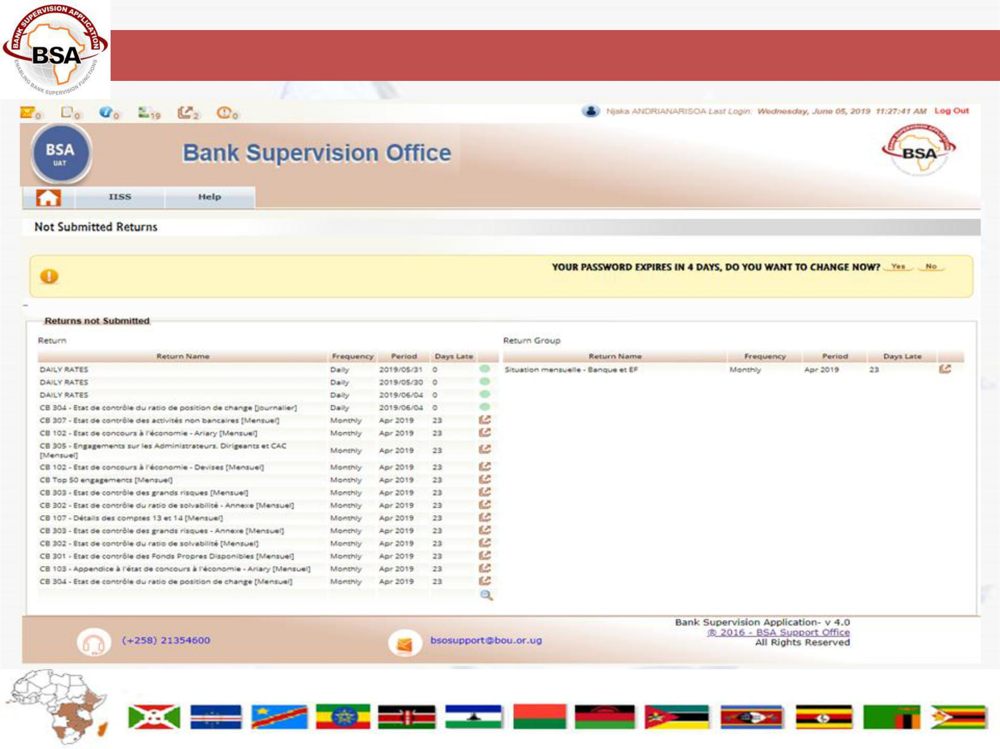 BANK SUPERVISION APPLICATION
BSA
ENABLING BANK SUPERVISION FUNCTIONS
0 0 0 19 2 0
Njaka ANDRIANARISOA Last Login: Wednesday, June 05, 2019 11:27:41 AM Log Out
BSA
UAT
Bank Supervision Office
BANK SUPERVISION APPLICATION
BSA
IISS Help
Not Submitted Returns
YOUR PASSWORD EXPIRES IN 4 DAYS, DO YOU WANT TO CHANGE NOW? Yes No
Returns not Submitted
Return
Return Name Frequency Period Days Late
DAILY RATES Daily 2019/05/31 0
DAILY RATES Daily 2019/05/30 0
DAILY RATES Daily 2019/06/04 0
CB 304 - Etat de contrôle du ratio de position de change [Journalier] Daily 2019/06/04 0
CB 307 - Etat de contrôle des activités non bancaires [Mensuel] Monthly Apr 2019 23
CB 102 - Etat de concours à l'économie - Ariary [Mensuel] Monthly Apr 2019 23
CB 305 - Engagements sur les Administrateurs, Dirigeants et CAC
[Mensuel] Monthly Apr 2019 23
CB 102 - Etat de concours à l'économie - Devises [Mensuel] Monthly Apr 2019 23
CB Top 50 engagements [Mensuel] Monthly Apr 2019 23
CB 303 - Etat de contrôle des grands risques [Mensuel] Monthly Apr 2019 23
CB 302 - Etat de contrôle du ratio de solvabilité - Annexe [Mensuel] Monthly Apr 2019 23
CB 107 - Détails des comptes 13 et 14 [Mensuel] Monthly Apr 2019 23
CB 303 - Etat de contrôle des grands risques - Annexe [Mensuel] Monthly Apr 2019 23
CB 302 - Etat de contrôle du ratio de solvabilité [Mensuel] Monthly Apr 2019 23
CB 301 - Etat de contrôle des Fonds Propres Disponibles [Mensuel] Monthly Apr 2019 23
CB 103 - Appendice à l'état de concours à l'économie - Ariary [Mensuel] Monthly Apr 2019 23
CB 304 - Etat de contrôle du ratio de position de change [Mensuel] Monthly Apr 2019 23
Return Group
Return Name Frequency Period Days Late
Situation mensuelle - Banque et EF Monthly Apr 2019 23
(+258) 21354600
bsosupport@bou.or.ug
Bank Supervision Application- v 4.0
® 2016 - BSA Support Office
All Rights Reserved